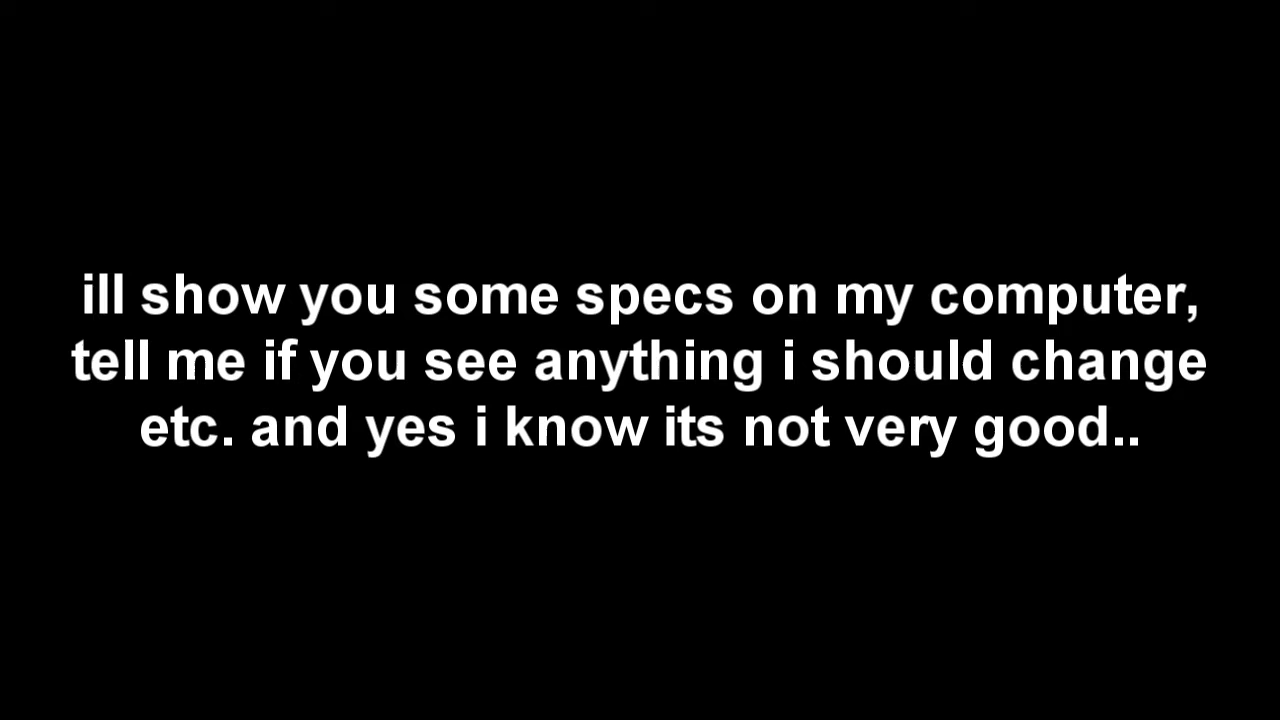 ill show you some specs on my computer,
tell me if you see anything i should change
etc. and yes i know its not very good..